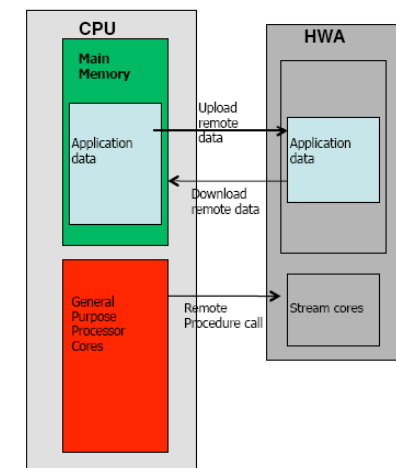 CPU
Main
Memory
Application
data
Upload
remote
data
Download
remote data
HWA
Application
data
General
Purpose
Processor
Cores
Remote
Procedure call
Stream cores